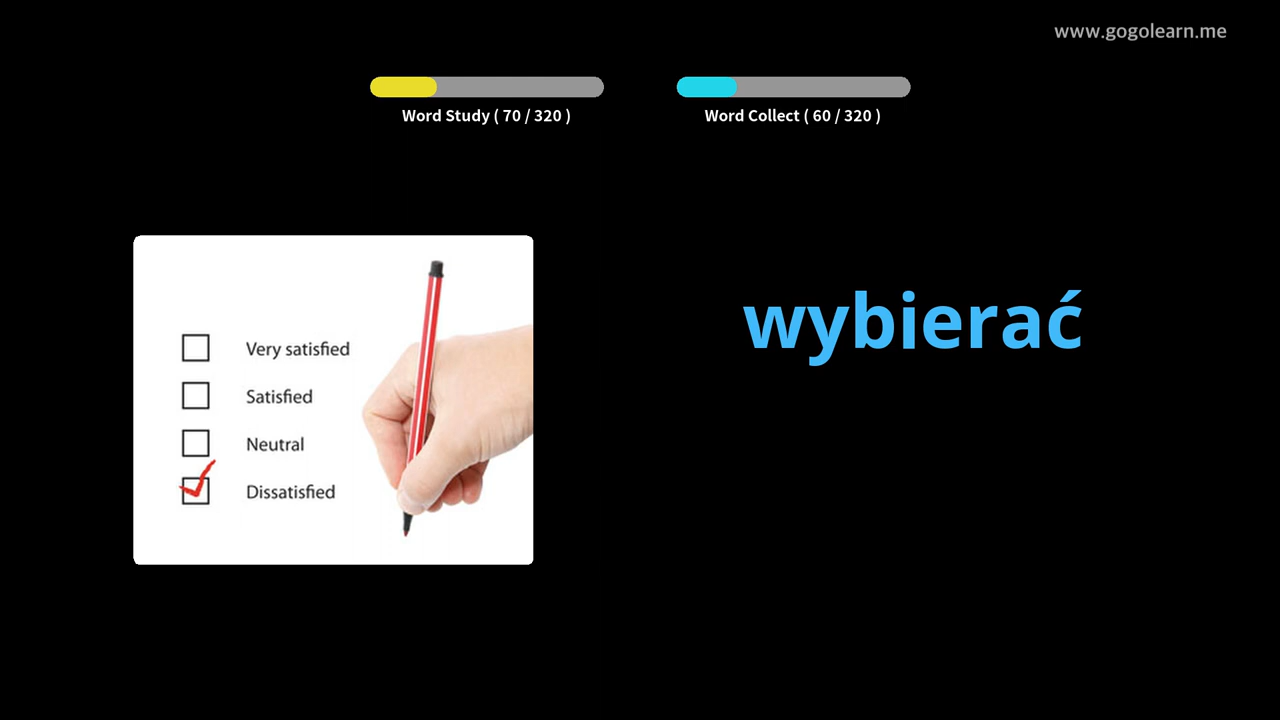 www.gogolearn.me
Word Study ( 70 / 320 )
Word Collect ( 60 / 320 )
wybierać
Very satisfied
Satisfied
Neutral
Dissatisfied